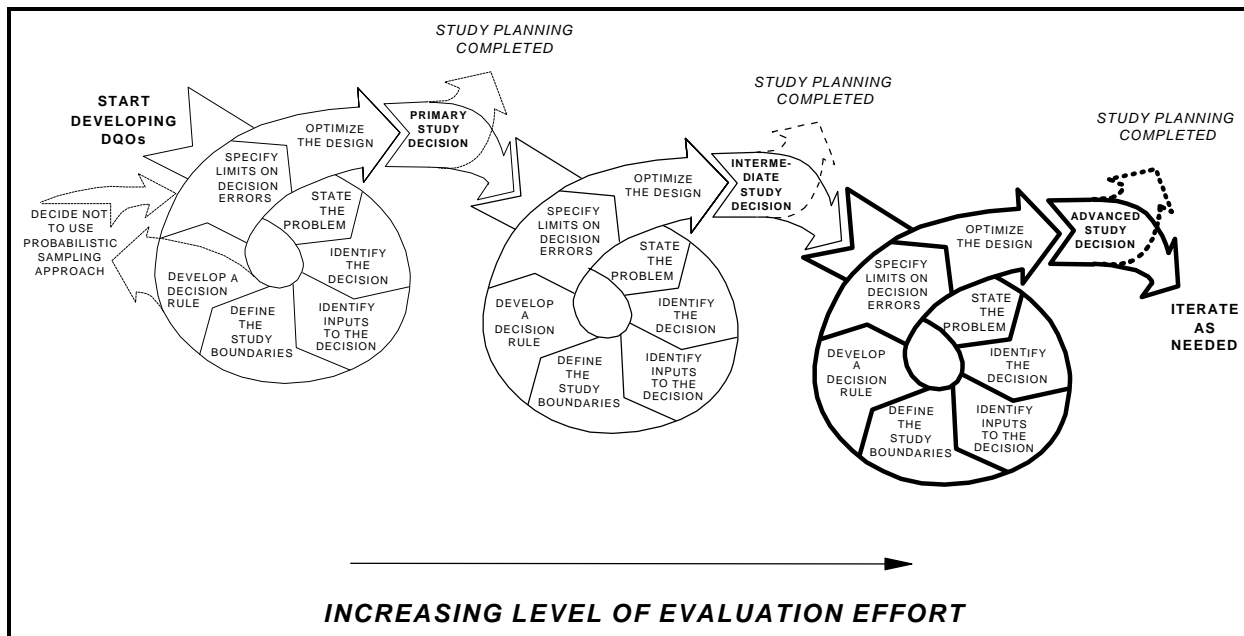 START
DEVELOPING
DQOs
DECIDE NOT
TO USE
PROBABILISTIC
SAMPLING
APPROACH
STATE
THE
PROBLEM
IDENTIFY
THE
DECISION
IDENTIFY
INPUTS
TO THE
DECISION
DEFINE
THE
STUDY
BOUNDARIES
DEVELOP A
DECISION
RULE
SPECIFY
LIMITS ON
DECISION
ERRORS
OPTIMIZE
THE DESIGN
PRIMARY
STUDY
DECISION
STUDY PLANNING
COMPLETED
STATE
THE
PROBLEM
IDENTIFY
THE
DECISION
IDENTIFY
INPUTS
TO THE
DECISION
DEFINE
THE
STUDY
BOUNDARIES
DEVELOP
A
DECISION
RULE
SPECIFY
LIMITS ON
DECISION
ERRORS
OPTIMIZE
THE DESIGN
INTERME-
DIATE STUDY
DECISION
STUDY PLANNING
COMPLETED
STATE
THE
PROBLEM
IDENTIFY
THE
DECISION
IDENTIFY
INPUTS
TO THE
DECISION
DEFINE
THE
STUDY
BOUNDARIES
DEVELOP
A
DECISION
RULE
SPECIFY
LIMITS ON
DECISION
ERRORS
OPTIMIZE
THE DESIGN
ADVANCED
STUDY
DECISION
STUDY PLANNING
COMPLETED
ITERATE
AS
NEEDED
INCREASING LEVEL OF EVALUATION EFFORT